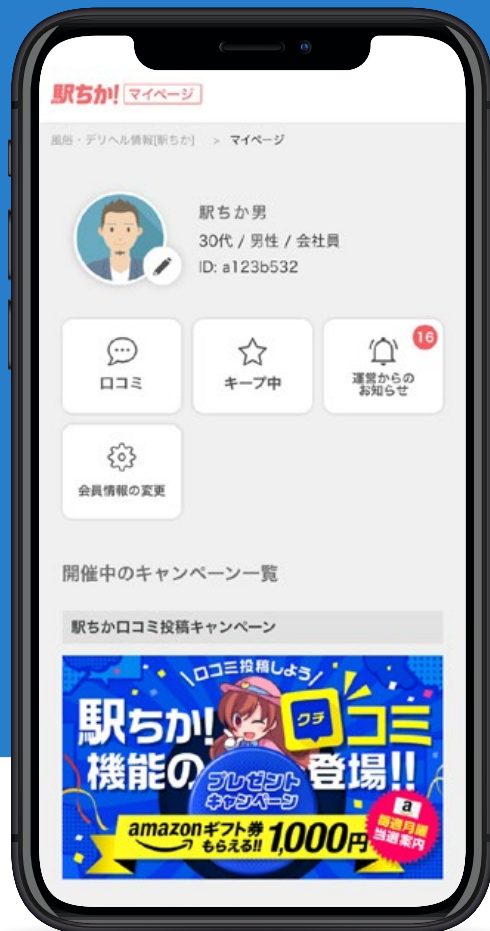 駅ちか! マイページ
風俗・デリヘル情報[駅ちか] > マイページ
駅ちか男
30代 / 男性 / 会社員
ID: a123b532
口コミ
キープ中
16
運営からの
お知らせ
会員情報の変更
開催中のキャンペーン一覧
駅ちか口コミ投稿キャンペーン
口コミ投稿しよう
駅ちか! クチコミ
機能の 登場!!
プレゼント
キャンペーン
amazonギフト券
もらえる!! 1,000円
a
毎週月曜
当選案内